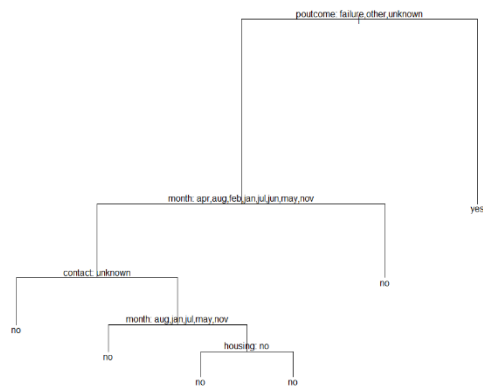 poutcome: failure,other,unknown
month: apr,aug,feb,jan,jul,jun,may,nov
yes
contact: unknown
no
month: aug,jan,jul,may,nov
no
housing: no
no
no
no